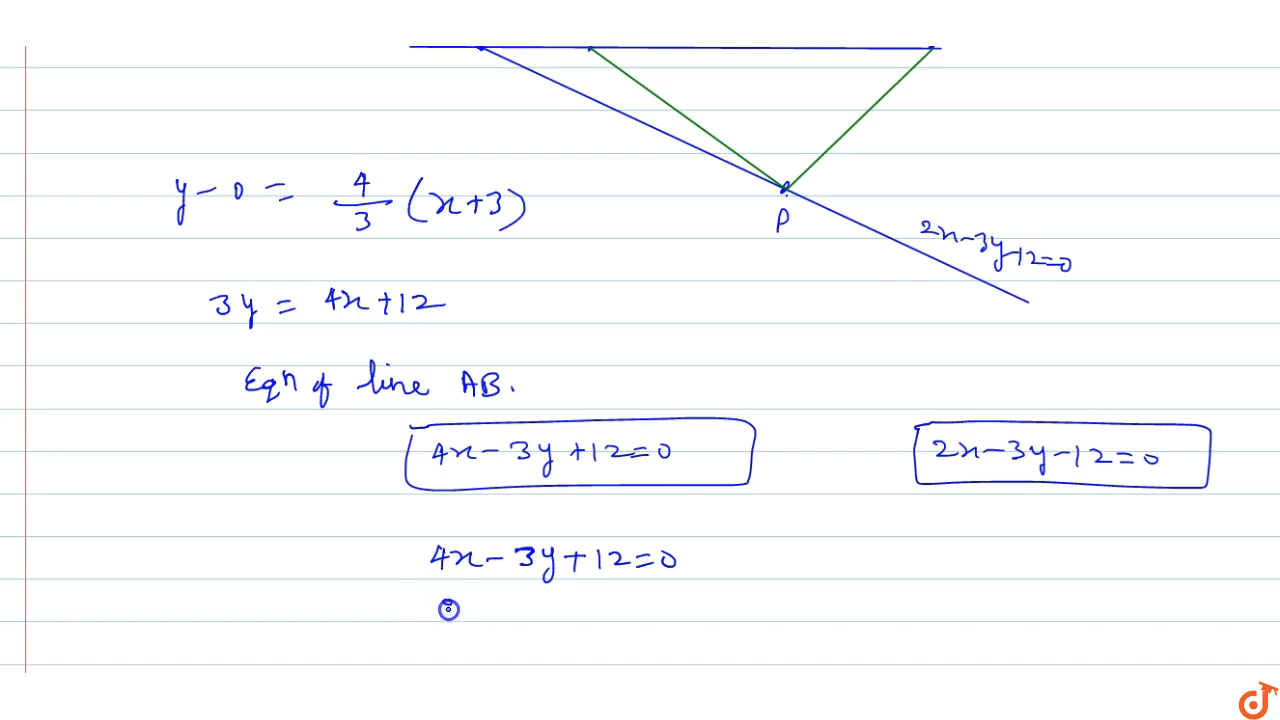 y - 0 = 4/3 (x+3)
P
2x-3y-12=0
3y = 4x+12
Eqn of line AB.
4x-3y+12=0
2x-3y-12=0
4x-3y+12=0